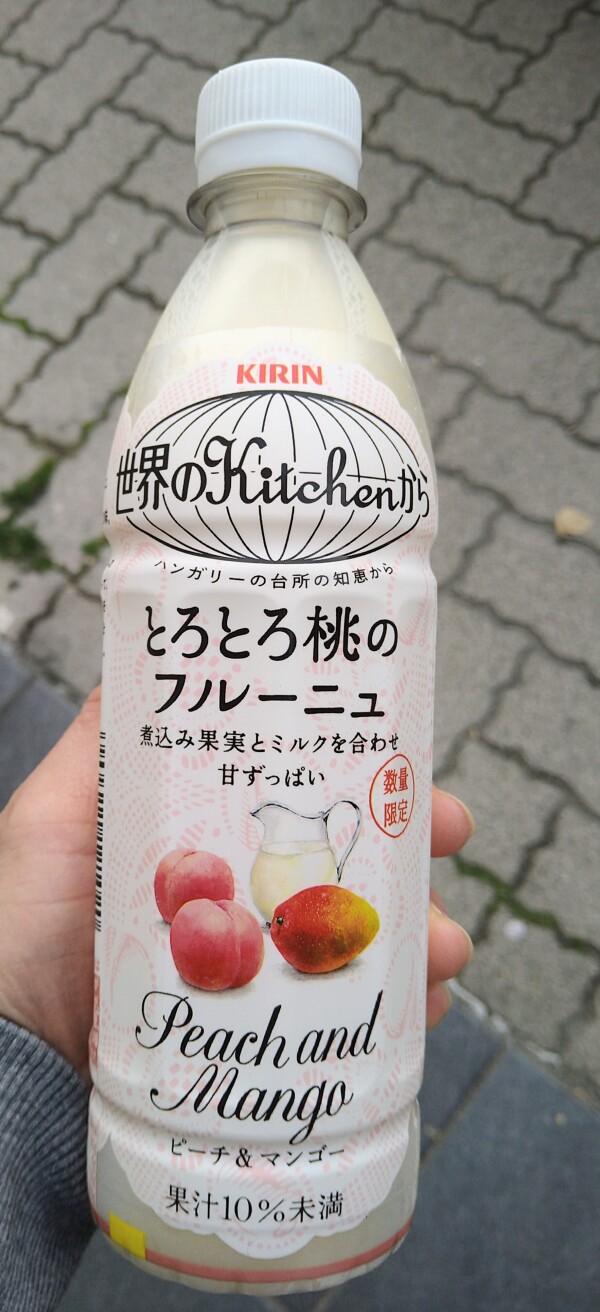 KIRIN
世界のKitchenから
ハンガリーの台所の知恵から
とろとろ桃の
フルーニュ
煮込み果実とミルクを合わせ
甘ずっぱい
数量
限定
Peach and
Mango
ピーチ&マンゴー
果汁10%未満